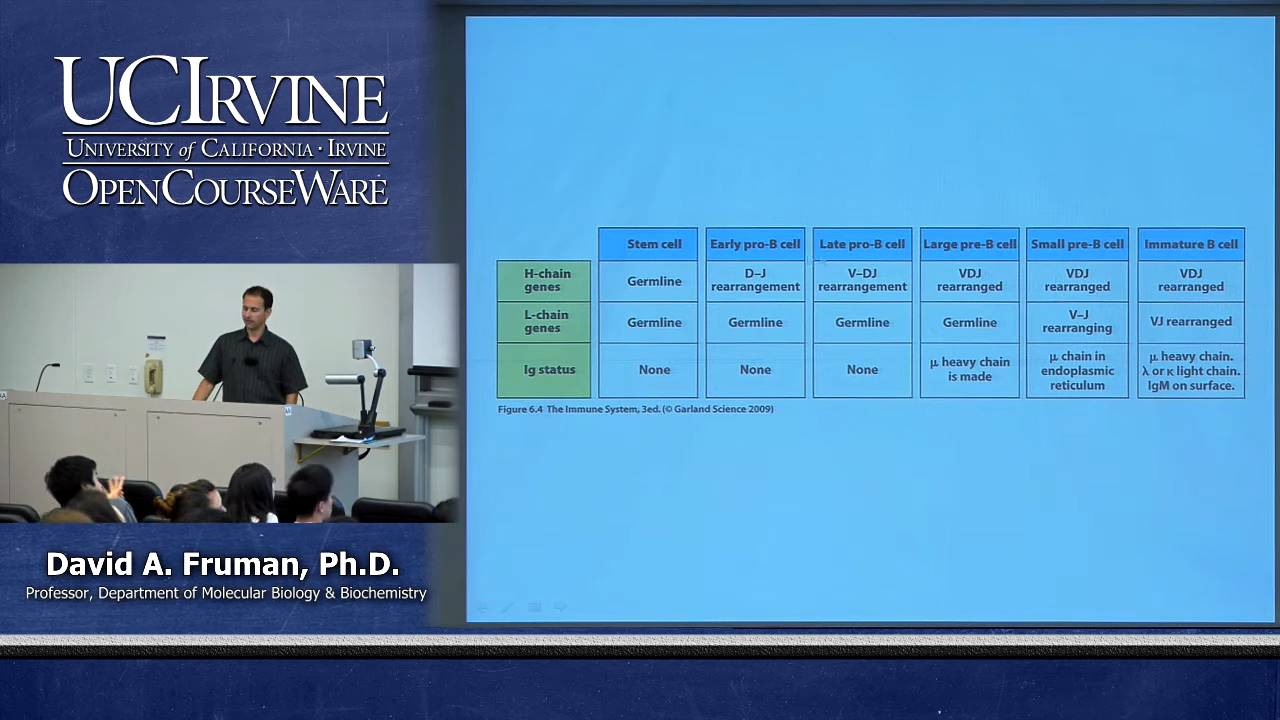 UCIRVINE
UNIVERSITY of CALIFORNIA · IRVINE
OPENCOURSEWARE
David A. Fruman, Ph.D.
Professor, Department of Molecular Biology & Biochemistry
Stem cell
Early pro-B cell
Late pro-B cell
Large pre-B cell
Small pre-B cell
Immature B cell
H-chain
genes
Germline
D–J
rearrangement
V–DJ
rearrangement
VDJ
rearranged
VDJ
rearranged
VDJ
rearranged
L-chain
genes
Germline
Germline
Germline
Germline
V–J
rearranging
VJ rearranged
Ig status
None
None
None
μ heavy chain
is made
μ chain in
endoplasmic
reticulum
μ heavy chain.
λ or κ light chain.
IgM on surface.
Figure 6.4 The Immune System, 3ed. (© Garland Science 2009)